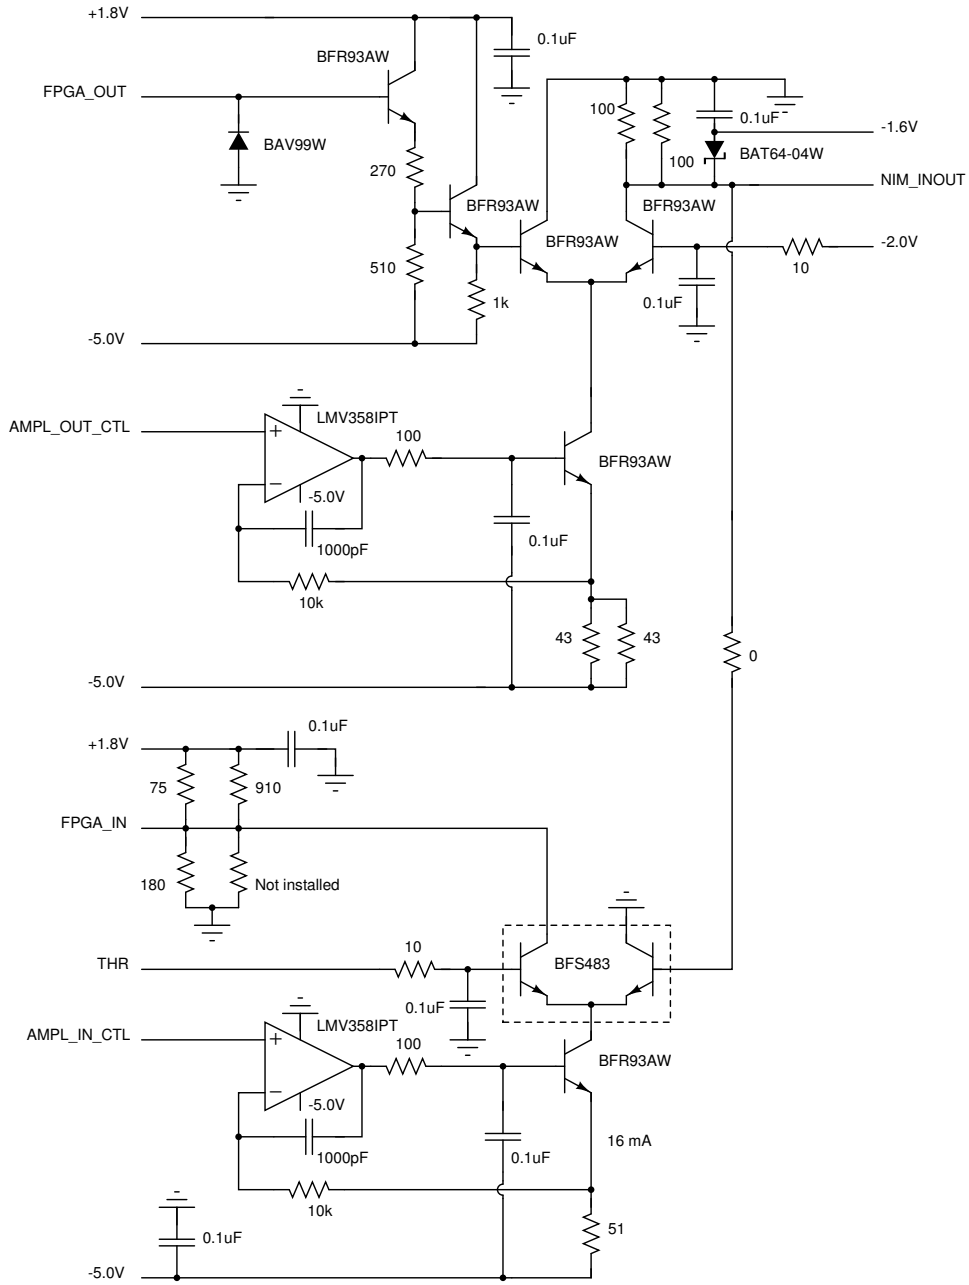 +1.8V
0.1uF
BFR93AW
FPGA_OUT
BAV99W
100
0.1uF
-1.6V
100
BAT64-04W
270
NIM_INOUT
BFR93AW
BFR93AW
BFR93AW
-2.0V
510
10
0.1uF
1k
-5.0V
LMV358IPT
AMPL_OUT_CTL
+
100
BFR93AW
−
-5.0V
0.1uF
1000pF
10k
43
43
0
-5.0V
0.1uF
+1.8V
75
910
FPGA_IN
180
Not installed
10
THR
BFS483
0.1uF
LMV358IPT
AMPL_IN_CTL
+
100
BFR93AW
−
-5.0V
16 mA
1000pF
0.1uF
10k
51
0.1uF
-5.0V